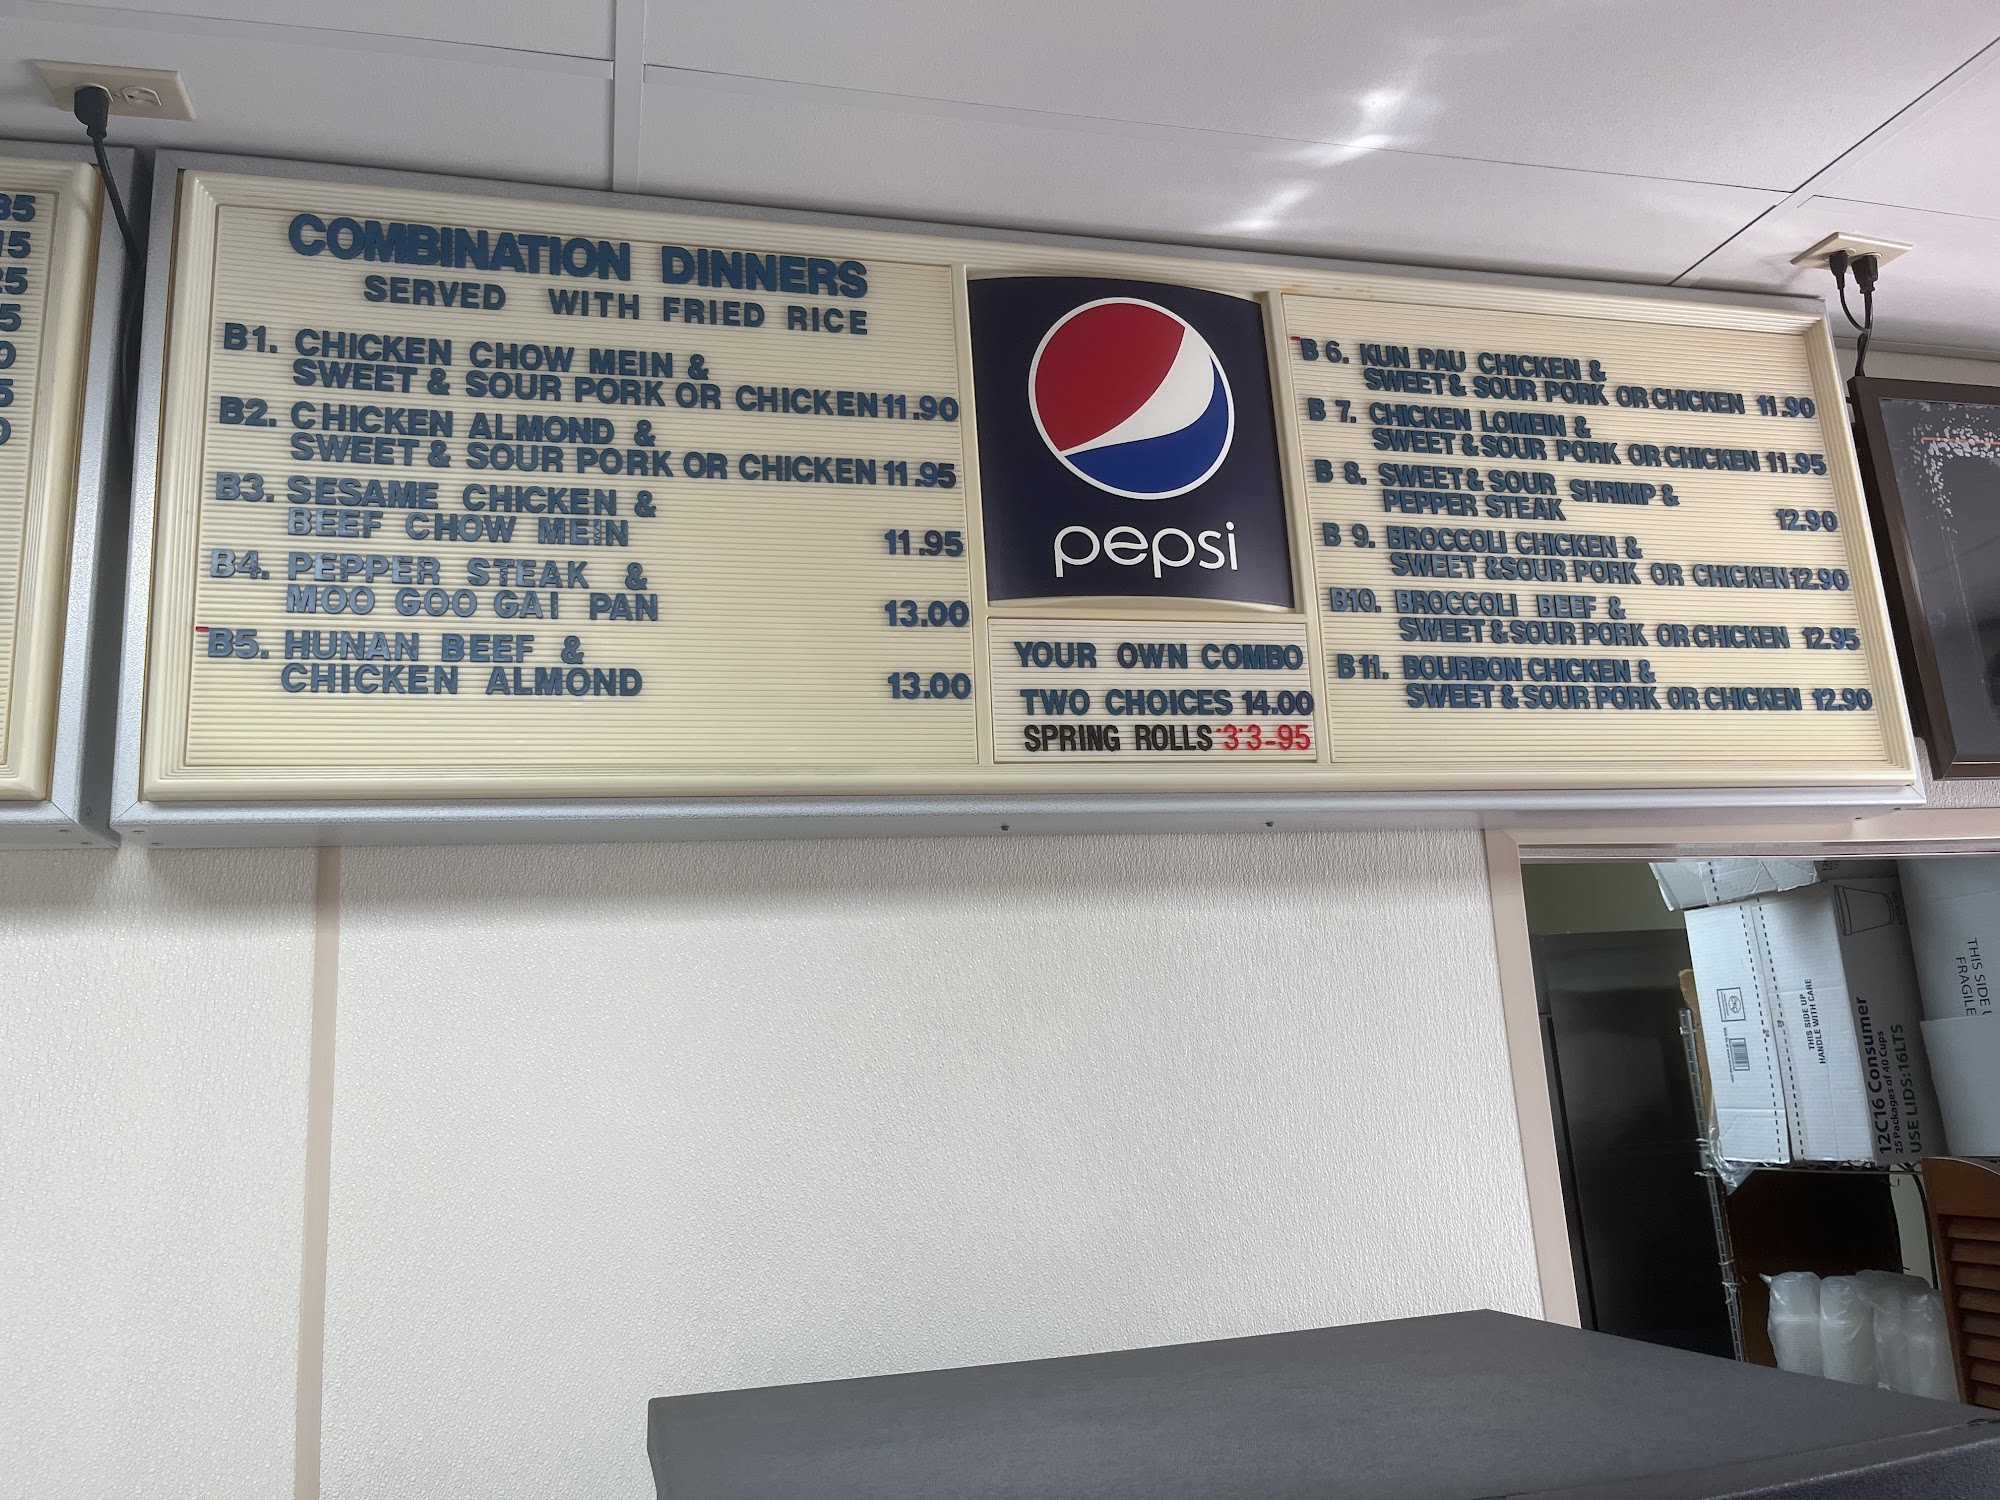 COMBINATION DINNERS
SERVED WITH FRIED RICE
B1. CHICKEN CHOW MEIN &
SWEET & SOUR PORK OR CHICKEN 11.90
B2. CHICKEN ALMOND &
SWEET & SOUR PORK OR CHICKEN 11.95
B3. SESAME CHICKEN &
BEEF CHOW MEIN 11.95
B4. PEPPER STEAK &
MOO GOO GAI PAN 13.00
B5. HUNAN BEEF &
CHICKEN ALMOND 13.00
pepsi
YOUR OWN COMBO
TWO CHOICES 14.00
SPRING ROLLS 3 3-95
B 6. KUN PAU CHICKEN &
SWEET & SOUR PORK OR CHICKEN 11.90
B 7. CHICKEN LOMEIN &
SWEET & SOUR PORK OR CHICKEN 11.95
B 8. SWEET & SOUR SHRIMP &
PEPPER STEAK 12.90
B 9. BROCCOLI CHICKEN &
SWEET & SOUR PORK OR CHICKEN 12.90
B10. BROCCOLI BEEF &
SWEET & SOUR PORK OR CHICKEN 12.95
B11. BOURBON CHICKEN &
SWEET & SOUR PORK OR CHICKEN 12.90
THIS SIDE UP
HANDLE WITH CARE
12C16 Consumer
25 Packages of 40 Cups
USE LIDS:16LTS
THIS SIDE
FRAGILE